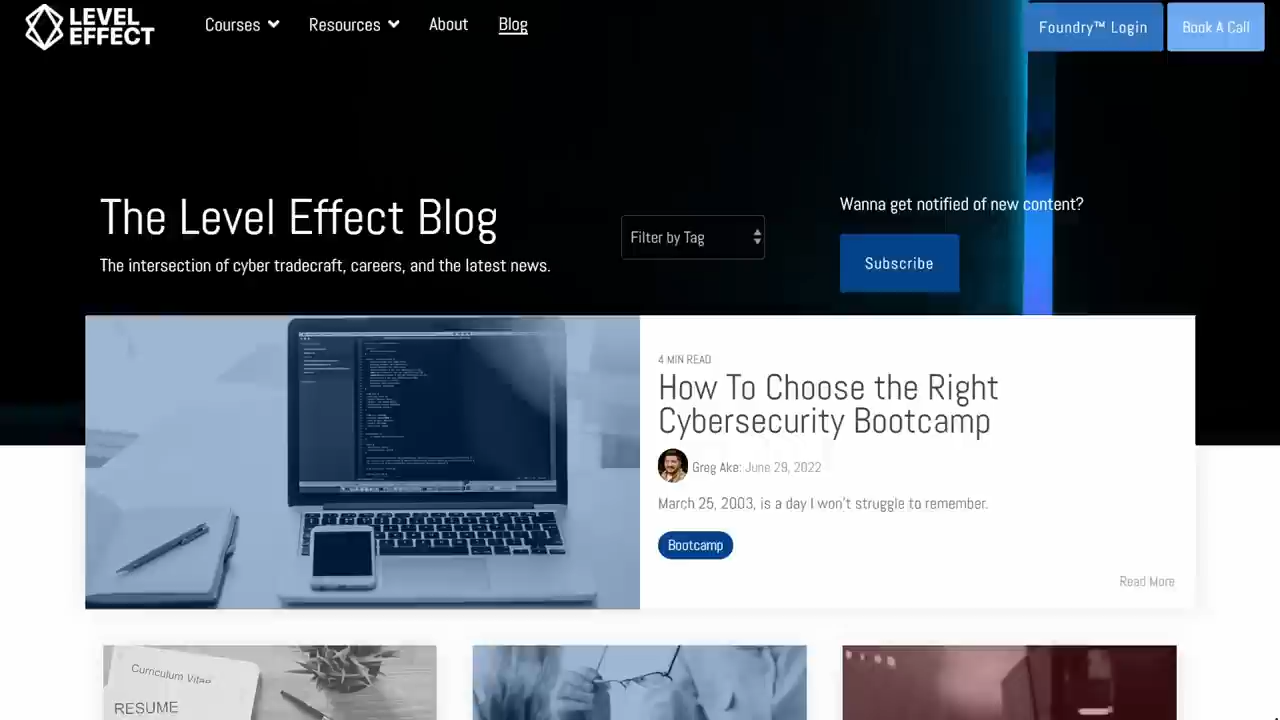 LEVEL
EFFECT
Courses
Resources
About
Blog
Foundry™ Login
Book A Call
The Level Effect Blog
The intersection of cyber tradecraft, careers, and the latest news.
Filter by Tag
Wanna get notified of new content?
Subscribe
4 MIN READ
How To Choose the Right
Cybersecurity Bootcamp
Greg Ake: June 29, 2022
March 25, 2003, is a day I won't struggle to remember.
Bootcamp
Read More
Curriculum Vitae
RESUME